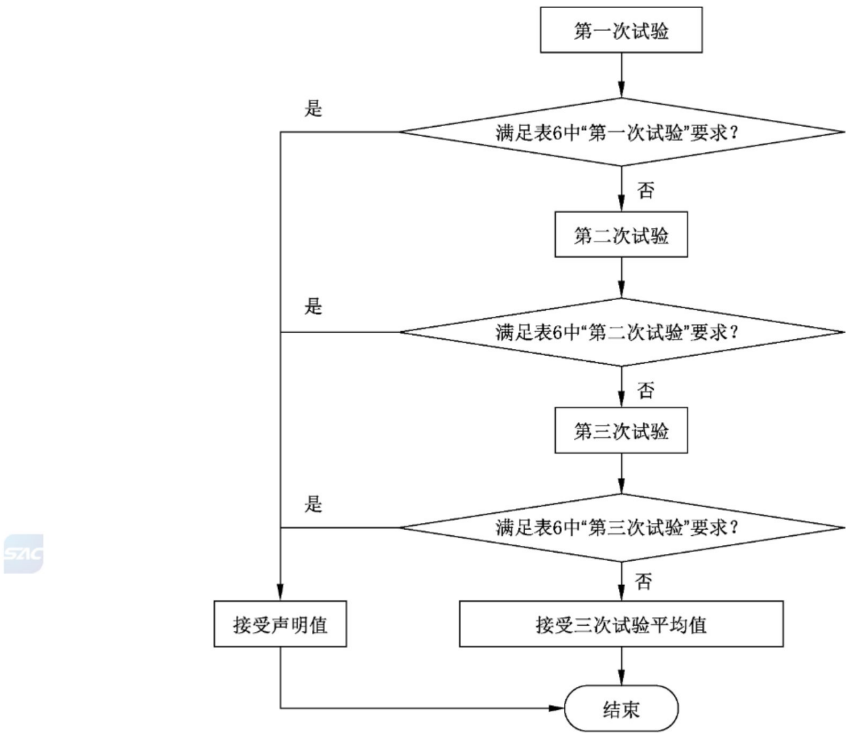 第一次试验
是
满足表6中“第一次试验”要求？
否
第二次试验
是
满足表6中“第二次试验”要求？
否
第三次试验
是
满足表6中“第三次试验”要求？
否
SAC
接受声明值
接受三次试验平均值
结束